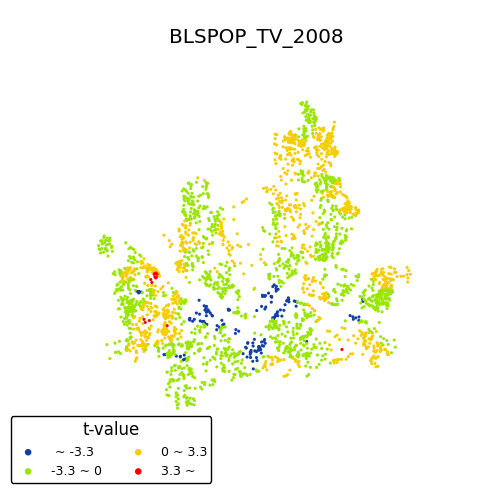 BLSPOP_TV_2008
t-value
~ -3.3
0 ~ 3.3
-3.3 ~ 0
3.3 ~